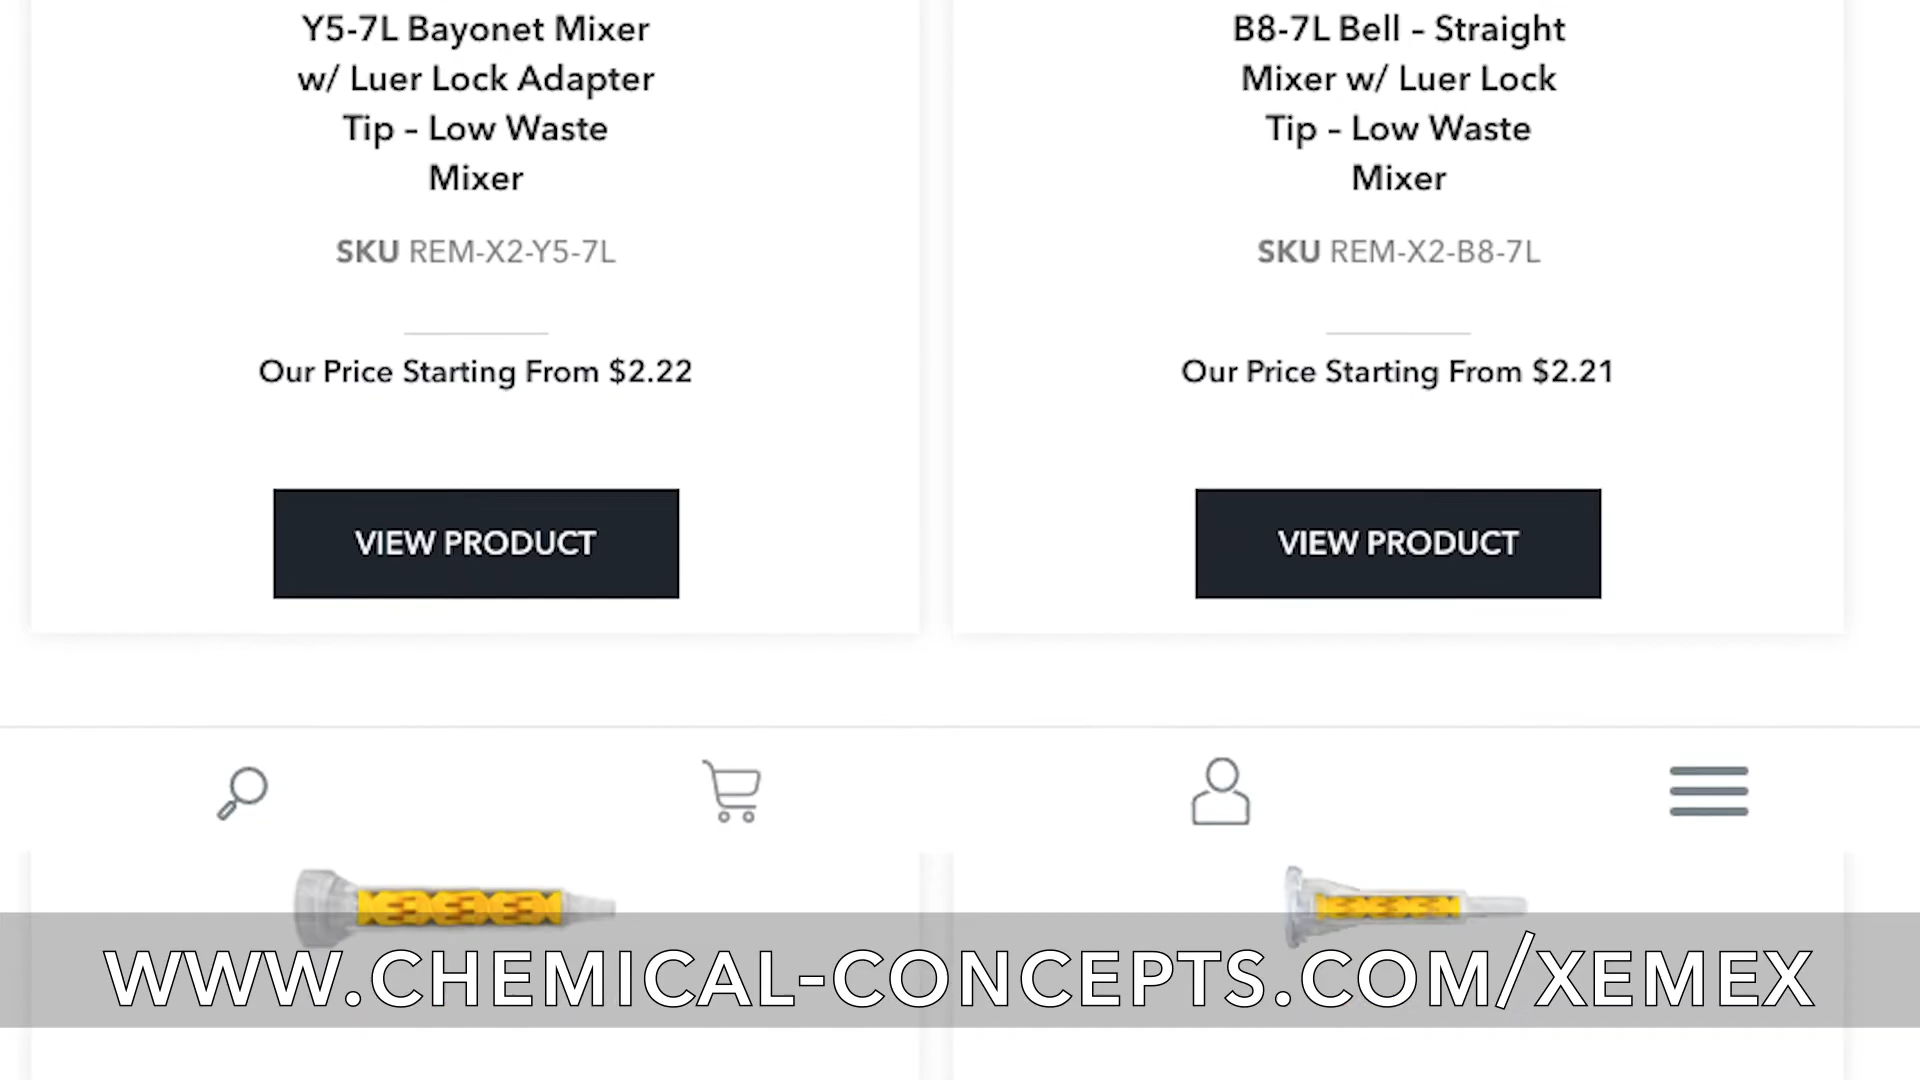 Y5-7L Bayonet Mixer
w/ Luer Lock Adapter
Tip – Low Waste
Mixer
SKU REM-X2-Y5-7L
Our Price Starting From $2.22
VIEW PRODUCT
B8-7L Bell – Straight
Mixer w/ Luer Lock
Tip – Low Waste
Mixer
SKU REM-X2-B8-7L
Our Price Starting From $2.21
VIEW PRODUCT
WWW.CHEMICAL-CONCEPTS.COM/XEMEX